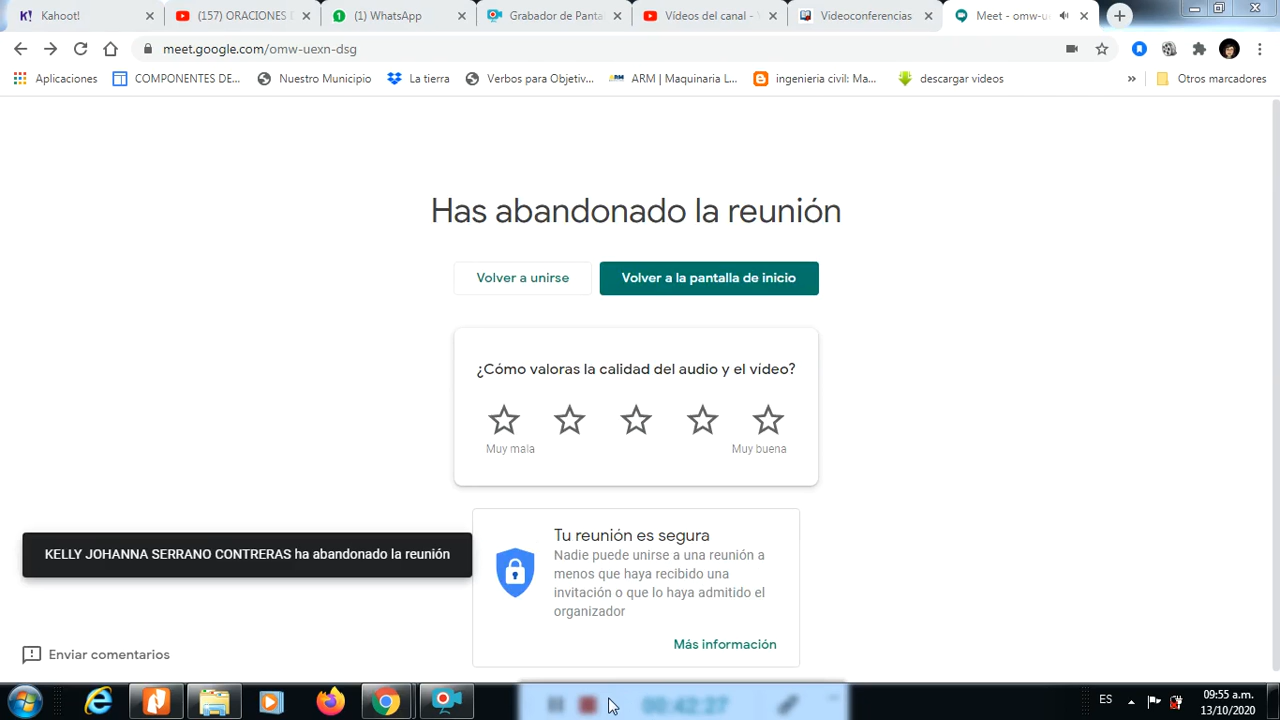 Kahoot!
(157) ORACIONES
(1) WhatsApp
Grabador de Panta
Vídeos del canal -
Videoconferencias
Meet - omw-u
meet.google.com/omw-uexn-dsg
Aplicaciones
COMPONENTES DE...
Nuestro Municipio
La tierra
Verbos para Objetiv...
ARM | Maquinaria L...
ingenieria civil: Ma...
descargar videos
»
Otros marcadores
Has abandonado la reunión
Volver a unirse
Volver a la pantalla de inicio
¿Cómo valoras la calidad del audio y el vídeo?
Muy mala
Muy buena
Tu reunión es segura
Nadie puede unirse a una reunión a
menos que haya recibido una
invitación o que lo haya admitido el
organizador
Más información
KELLY JOHANNA SERRANO CONTRERAS ha abandonado la reunión
Enviar comentarios
ES
09:55 a.m.
13/10/2020